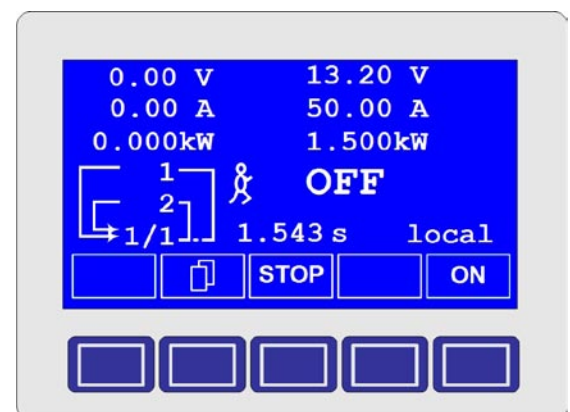 0.00 V 13.20 V
0.00 A 50.00 A
0.000kW 1.500kW
1 OFF
2
1/1 1.543 s local
STOP ON